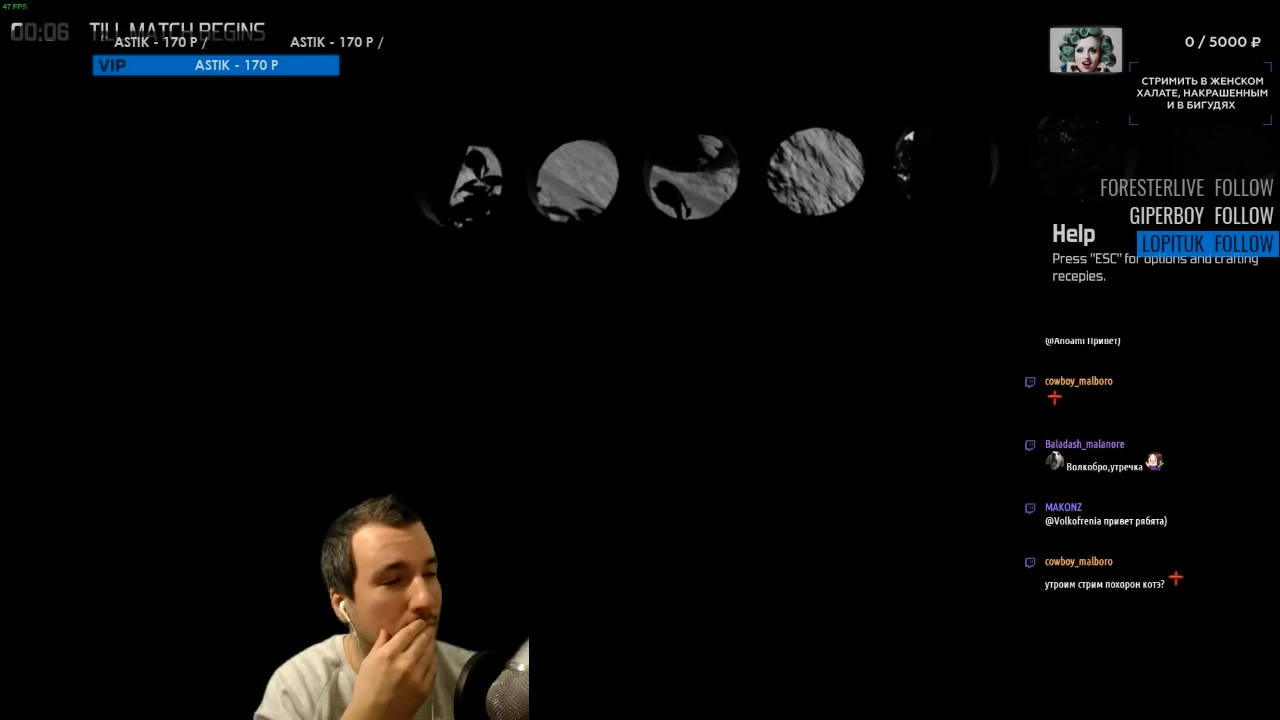 47 FPS
00:06 TILL MATCH BEGINS
ASTIK - 170 P / ASTIK - 170 P /
VIP ASTIK - 170 P
0 / 5000 ₽
СТРИМИТЬ В ЖЕНСКОМ
ХАЛАТЕ, НАКРАШЕННЫМ
И В БИГУДЯХ
FORESTERLIVE FOLLOW
GIPERBOY FOLLOW
LOPITUK FOLLOW
Help
Press "ESC" for options and crafting
recepies.
@Anoami Привет)
cowboy_malboro
Baladash_malanore
Волкобро,утречка
MAKONZ
@Volkofrenia привет рябята)
cowboy_malboro
утроим стрим похорон котэ?